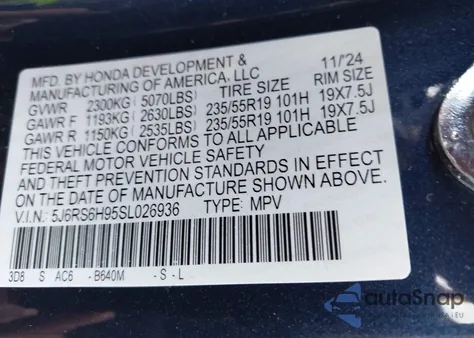 MFD. BY HONDA DEVELOPMENT & 11/'24
MANUFACTURING OF AMERICA, LLC
GVWR 2300KG (5070LBS) TIRE SIZE RIM SIZE
GAWR F 1193KG (2630LBS) 235/55R19 101H 19X7.5J
GAWR R 1150KG (2535LBS) 235/55R19 101H 19X7.5J
THIS VEHICLE CONFORMS TO ALL APPLICABLE
FEDERAL MOTOR VEHICLE SAFETY
AND THEFT PREVENTION STANDARDS IN EFFECT
ON THE DATE OF MANUFACTURE SHOWN ABOVE.
V.I.N.: 5J6RS6H95SL026936 TYPE: MPV
3D8 S AC6 -B640M -S-L
autoSnap